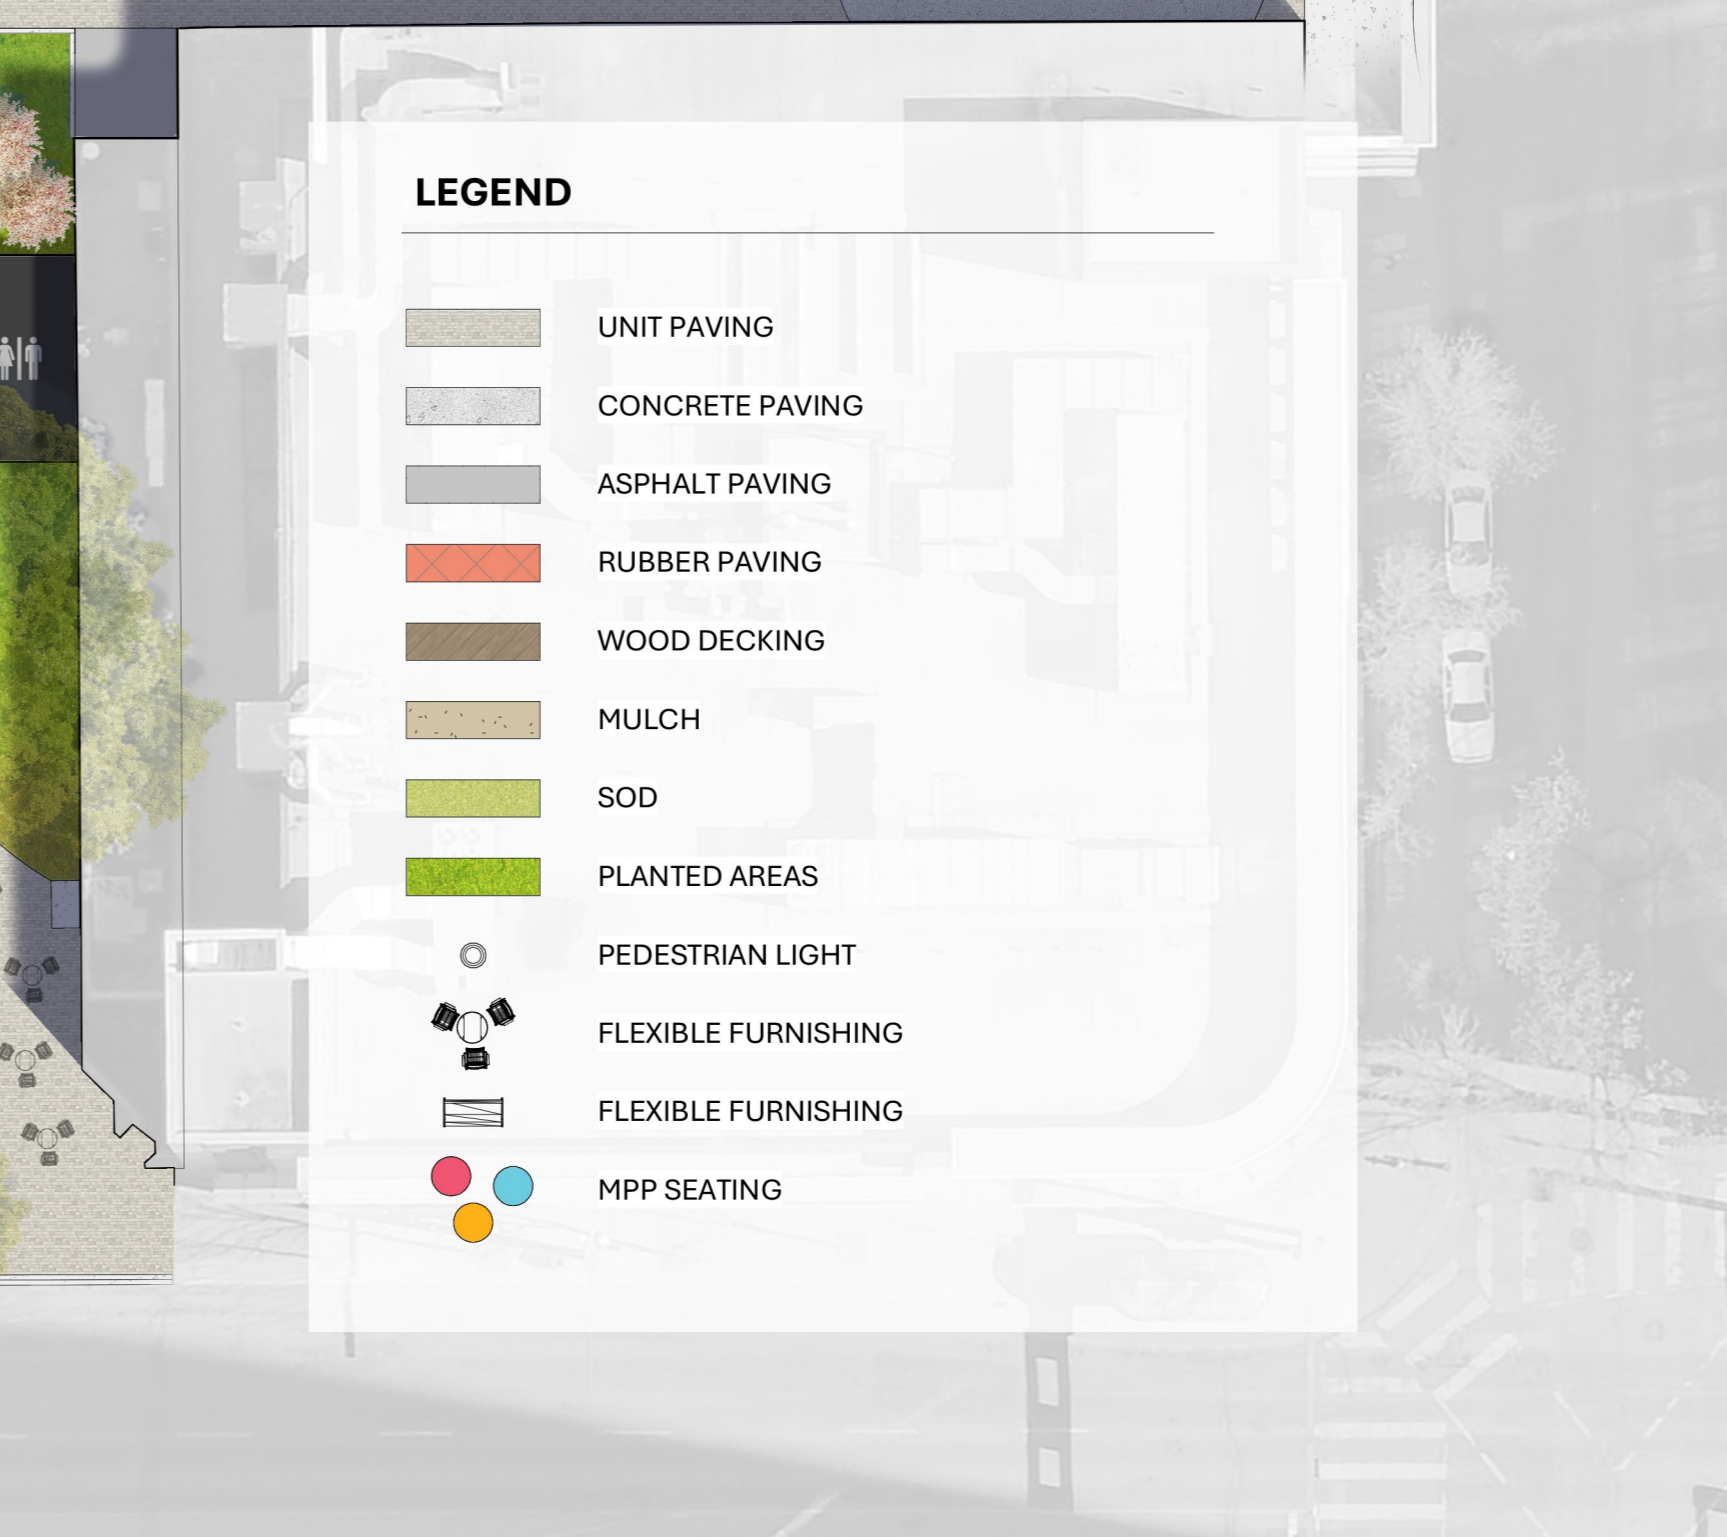 LEGEND
UNIT PAVING
CONCRETE PAVING
ASPHALT PAVING
RUBBER PAVING
WOOD DECKING
MULCH
SOD
PLANTED AREAS
PEDESTRIAN LIGHT
FLEXIBLE FURNISHING
FLEXIBLE FURNISHING
MPP SEATING